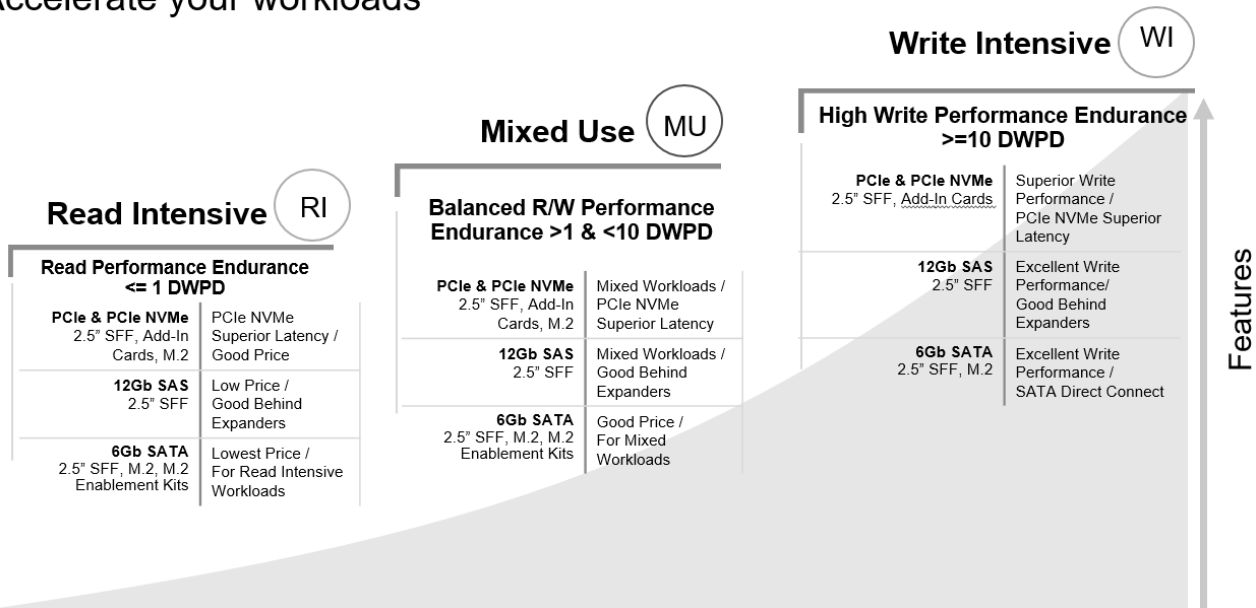 Accelerate your workloads
Write Intensive
WI
High Write Performance Endurance
>=10 DWPD
PCIe & PCIe NVMe
2.5” SFF, Add-In Cards
Superior Write
Performance /
PCIe NVMe Superior
Latency
12Gb SAS
2.5” SFF
Excellent Write
Performance/
Good Behind
Expanders
6Gb SATA
2.5” SFF, M.2
Excellent Write
Performance /
SATA Direct Connect
Mixed Use
MU
Balanced R/W Performance
Endurance >1 & <10 DWPD
PCIe & PCIe NVMe
2.5” SFF, Add-In
Cards, M.2
Mixed Workloads /
PCIe NVMe
Superior Latency
12Gb SAS
2.5” SFF
Mixed Workloads /
Good Behind
Expanders
6Gb SATA
2.5” SFF, M.2, M.2
Enablement Kits
Good Price /
For Mixed
Workloads
Read Intensive
RI
Read Performance Endurance
<= 1 DWPD
PCIe & PCIe NVMe
2.5” SFF, Add-In
Cards, M.2
PCIe NVMe
Superior Latency /
Good Price
12Gb SAS
2.5” SFF
Low Price /
Good Behind
Expanders
6Gb SATA
2.5” SFF, M.2, M.2
Enablement Kits
Lowest Price /
For Read Intensive
Workloads
Features